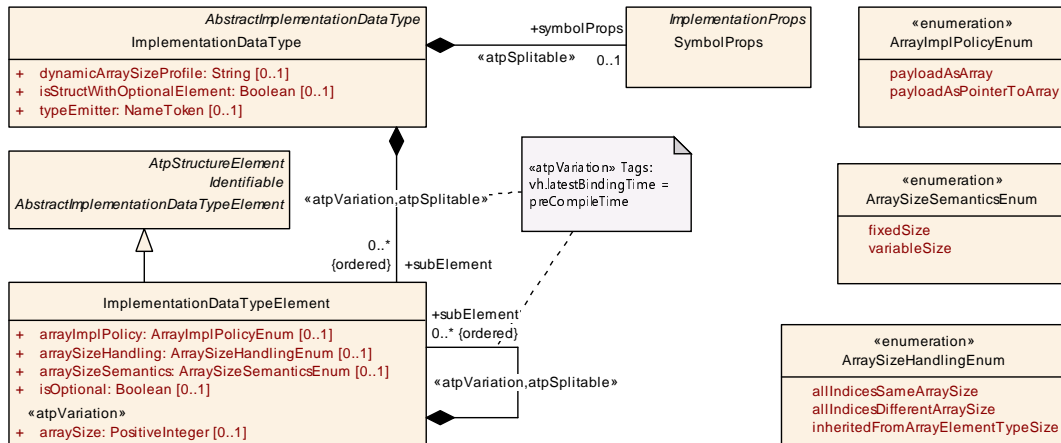 AbstractImplementationDataType
ImplementationDataType
+ dynamicArraySizeProfile: String [0..1]
+ isStructWithOptionalElement: Boolean [0..1]
+ typeEmitter: NameToken [0..1]
+symbolProps
«atpSplitable»
0..1
ImplementationProps
SymbolProps
«enumeration»
ArrayImplPolicyEnum
payloadAsArray
payloadAsPointerToArray
AtpStructureElement
Identifiable
AbstractImplementationDataTypeElement
«atpVariation,atpSplitable»
0..*
{ordered}
+subElement
«atpVariation» Tags:
vh.latestBindingTime =
preCompileTime
«enumeration»
ArraySizeSemanticsEnum
fixedSize
variableSize
ImplementationDataTypeElement
+ arrayImplPolicy: ArrayImplPolicyEnum [0..1]
+ arraySizeHandling: ArraySizeHandlingEnum [0..1]
+ arraySizeSemantics: ArraySizeSemanticsEnum [0..1]
+ isOptional: Boolean [0..1]
«atpVariation»
+ arraySize: PositiveInteger [0..1]
+subElement
0..* {ordered}
«atpVariation,atpSplitable»
«enumeration»
ArraySizeHandlingEnum
allIndicesSameArraySize
allIndicesDifferentArraySize
inheritedFromArrayElementTypeSize